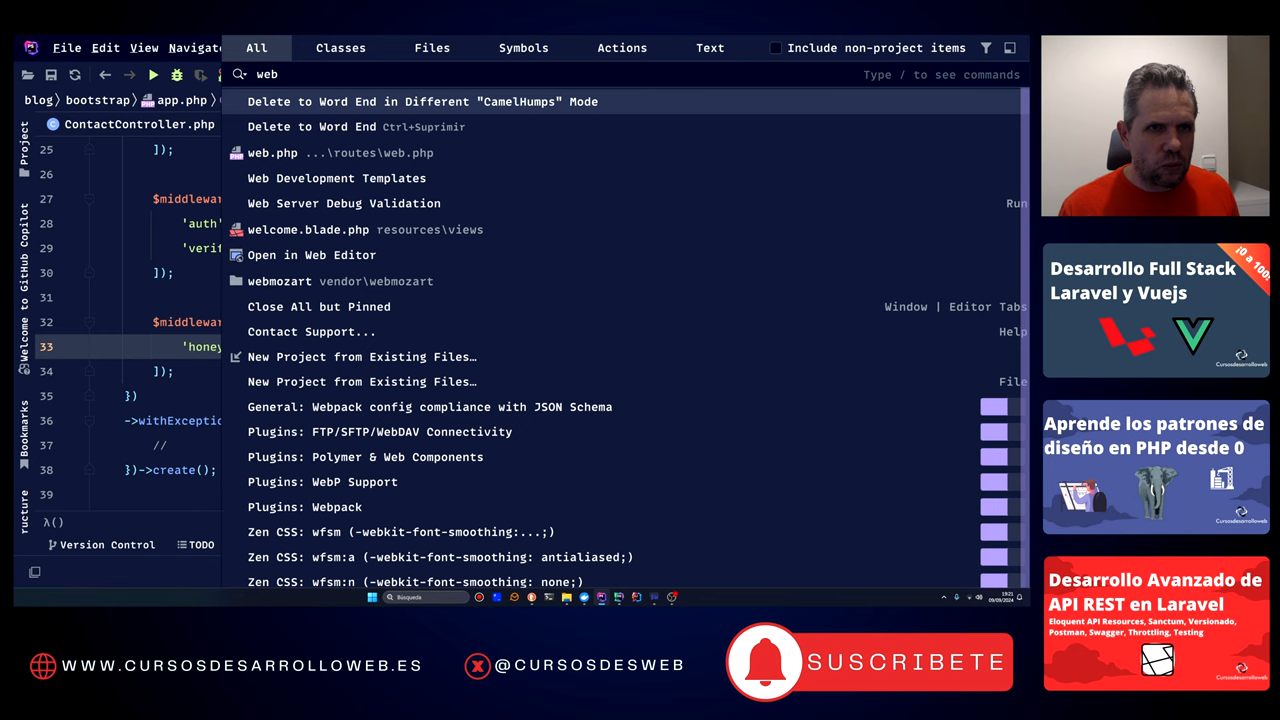 File Edit View Navigat
All Classes Files Symbols Actions Text Include non-project items
web Type / to see commands
blog bootstrap app.php
ContactController.php
Project
Welcome to GitHub Copilot
Bookmarks
ructure
25 ]);
26
27 $middlewar
28 'auth'
29 'verif
30 ]);
31
32 $middlewar
33 'honey
34 ]);
35 })
36 ->withExceptio
37 //
38 })->create();
39
λ()
Version Control TODO
Delete to Word End in Different "CamelHumps" Mode
Delete to Word End Ctrl+Suprimir
web.php ...\routes\web.php
Web Development Templates
Web Server Debug Validation Run
welcome.blade.php resources\views
Open in Web Editor
webmozart vendor\webmozart
Close All but Pinned Window | Editor Tabs
Contact Support... Help
New Project from Existing Files...
New Project from Existing Files... File
General: Webpack config compliance with JSON Schema
Plugins: FTP/SFTP/WebDAV Connectivity
Plugins: Polymer & Web Components
Plugins: WebP Support
Plugins: Webpack
Zen CSS: wfsm (-webkit-font-smoothing:...;)
Zen CSS: wfsm:a (-webkit-font-smoothing: antialiased;)
Zen CSS: wfsm:n (-webkit-font-smoothing: none;)
Búsqueda
19:21
09/09/2024
Desarrollo Full Stack
Laravel y Vuejs
¡0 a 100!
Cursosdesarrolloweb
Aprende los patrones de
diseño en PHP desde 0
Cursosdesarrolloweb
Desarrollo Avanzado de
API REST en Laravel
Eloquent API Resources, Sanctum, Versionado,
Postman, Swagger, Throttling, Testing
Cursosdesarrolloweb
WWW.CURSOSDESARROLLOWEB.ES
X @CURSOSDESWEB
SUSCRIBETE